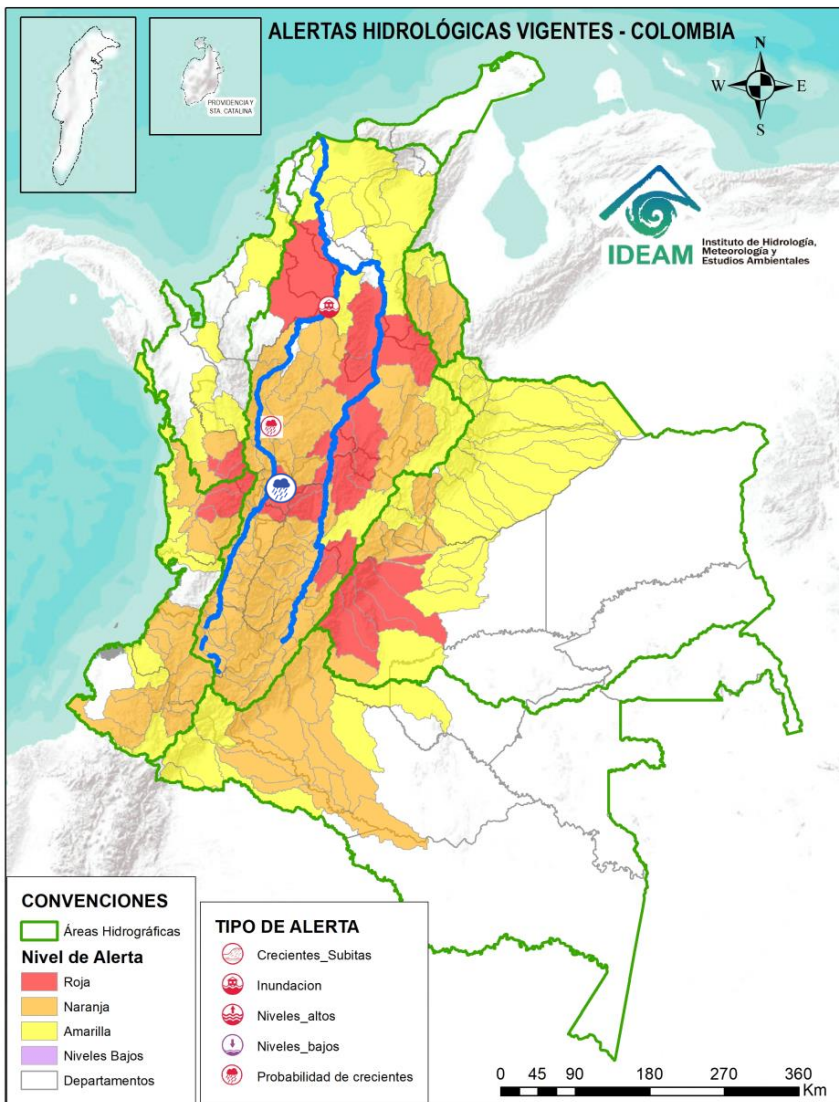 ALERTAS HIDROLÓGICAS VIGENTES - COLOMBIA
PROVIDENCIA Y
STA. CATALINA
N
W
E
S
IDEAM
Instituto de Hidrología,
Meteorología y
Estudios Ambientales
CONVENCIONES
Áreas Hidrográficas
Nivel de Alerta
Roja
Naranja
Amarilla
Niveles Bajos
Departamentos
TIPO DE ALERTA
Crecientes_Subitas
Inundacion
Niveles_altos
Niveles_bajos
Probabilidad de crecientes
0 45 90 180 270 360
Km